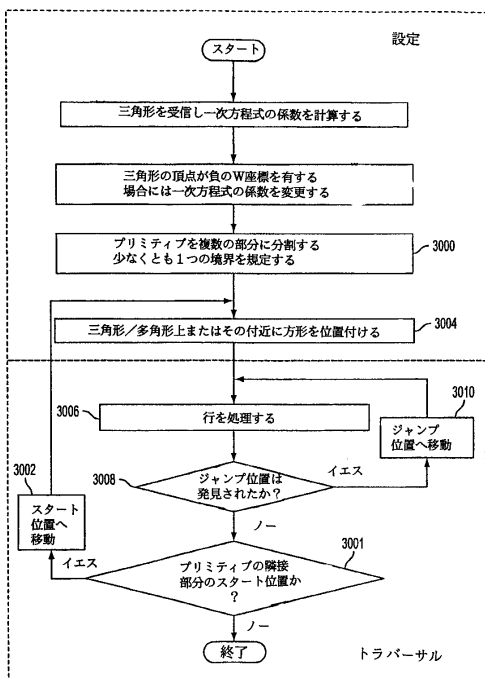 設定
スタート
三角形を受信し一次方程式の係数を計算する
三角形の頂点が負のW座標を有する
場合には一次方程式の係数を変更する
プリミティブを複数の部分に分割する
少なくとも1つの境界を規定する
3000
三角形/多角形上またはその付近に方形を位置付ける
3004
3006
行を処理する
3010
ジャンプ
位置へ移動
3008
ジャンプ位置は
発見されたか?
イエス
3002
スタート
位置へ
移動
ノー
3001
イエス
プリミティブの隣接
部分のスタート位置か
?
ノー
終了
トラバーサル